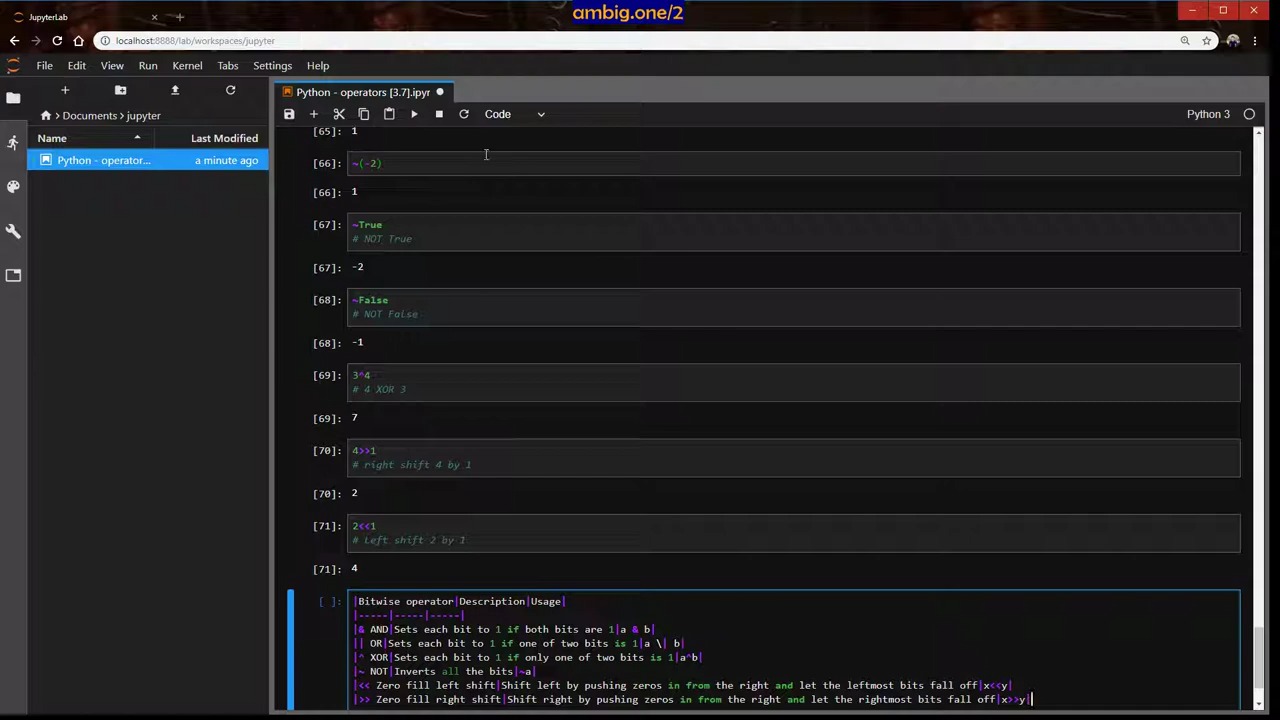 ambig.one/2
JupyterLab
localhost:8888/lab/workspaces/jupyter
File Edit View Run Kernel Tabs Settings Help
Python - operators [3.7].ipyr
Documents jupyter
Code
Python 3
Name Last Modified
Python - operator... a minute ago
[65]: 1
[66]: ~(-2)
[66]: 1
[67]: ~True
# NOT True
[67]: -2
[68]: ~False
# NOT False
[68]: -1
[69]: 3^4
# 4 XOR 3
[69]: 7
[70]: 4>>1
# right shift 4 by 1
[70]: 2
[71]: 2<<1
# Left shift 2 by 1
[71]: 4
[ ]: |Bitwise operator|Description|Usage|
|-----|-----|-----|
|& AND|Sets each bit to 1 if both bits are 1|a & b|
|| OR|Sets each bit to 1 if one of two bits is 1|a \| b|
|^ XOR|Sets each bit to 1 if only one of two bits is 1|a^b|
|~ NOT|Inverts all the bits|~a|
|<< Zero fill left shift|Shift left by pushing zeros in from the right and let the leftmost bits fall off|x<<y|
|>> Zero fill right shift|Shift right by pushing zeros in from the right and let the rightmost bits fall off|x>>y|